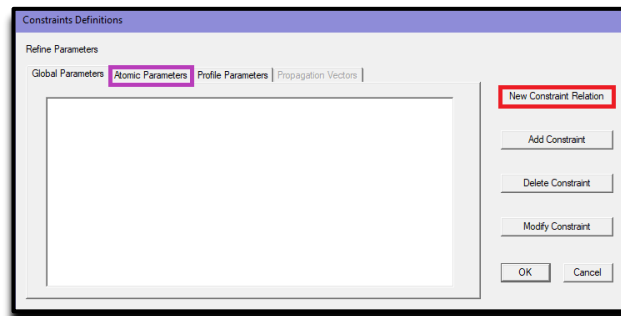 Constraints Definitions
Refine Parameters
Global Parameters Atomic Parameters Profile Parameters Propagation Vectors
New Constraint Relation
Add Constraint
Delete Constraint
Modify Constraint
OK Cancel